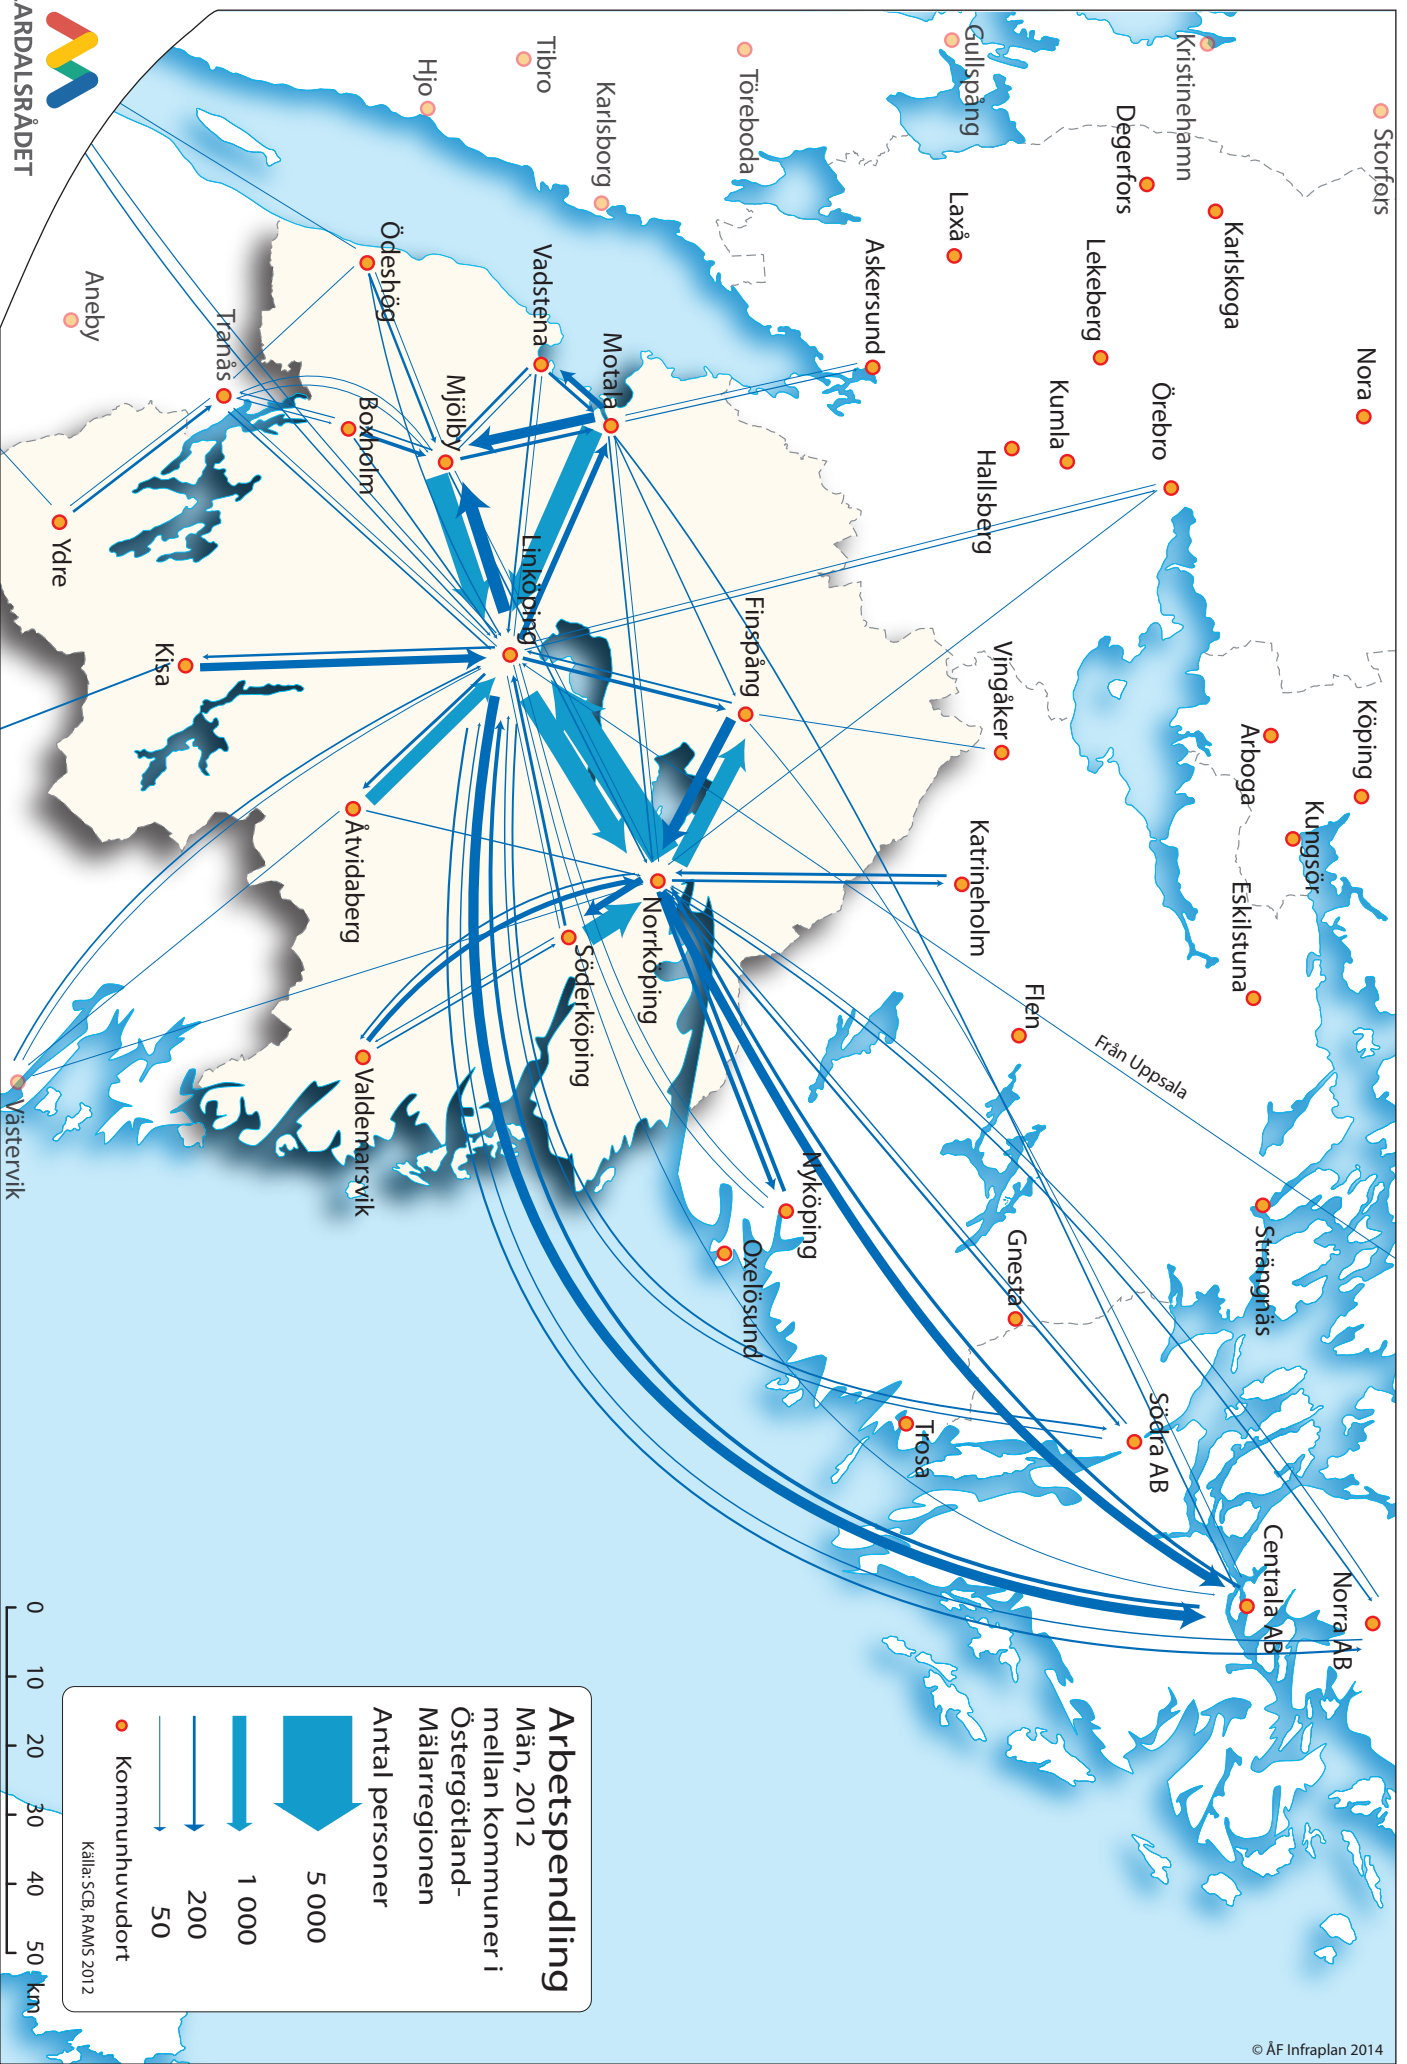 Storfors
Kristinehamn
Gullspång
Degerfors
Karlskoga
Töreboda
Tibro
Hjo
Karlsborg
Laxå
Lekeberg
Nora
Askersund
Örebro
Kumla
Hallsberg
Ödeshög
Vadstena
Motala
Aneby
Tranås
Boxholm
Mjölby
Ydre
Linköping
Finspång
Kisa
Vingåker
Arboga
Köping
Kungsör
Katrineholm
Eskilstuna
Åtvidaberg
Norrköping
Söderköping
Flen
Från Uppsala
Valdemarsvik
Västervik
Nyköping
Oxelösund
Gnesta
Strängnäs
Trosa
Södra AB
Centrala AB
Norra AB
Arbetspendling
Män, 2012
mellan kommuner i
Östergötland-
Mälarregionen
Antal personer
5 000
1 000
200
50
Kommunhuvudort
Källa: SCB, RAMS 2012
0 10 20 30 40 50 km
© ÅF Infraplan 2014